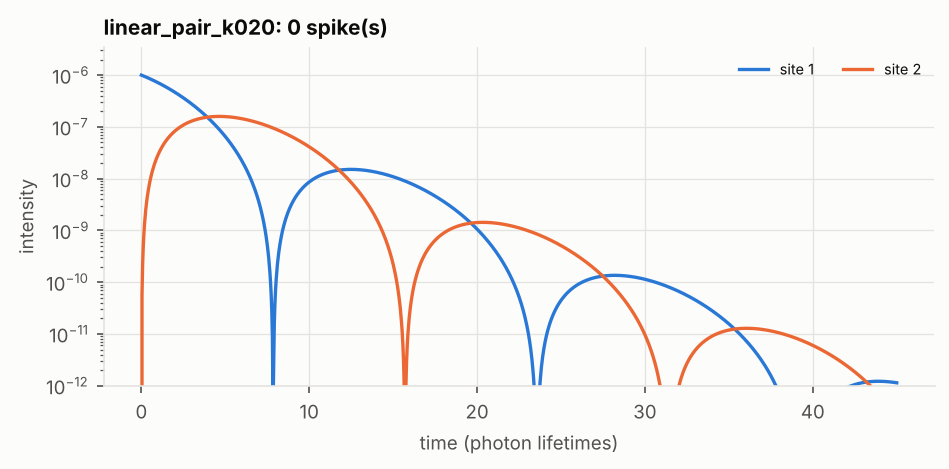 linear_pair_k020: 0 spike(s)
site 1 site 2
intensity
10⁻⁶
10⁻⁷
10⁻⁸
10⁻⁹
10⁻¹⁰
10⁻¹¹
10⁻¹²
0 10 20 30 40
time (photon lifetimes)